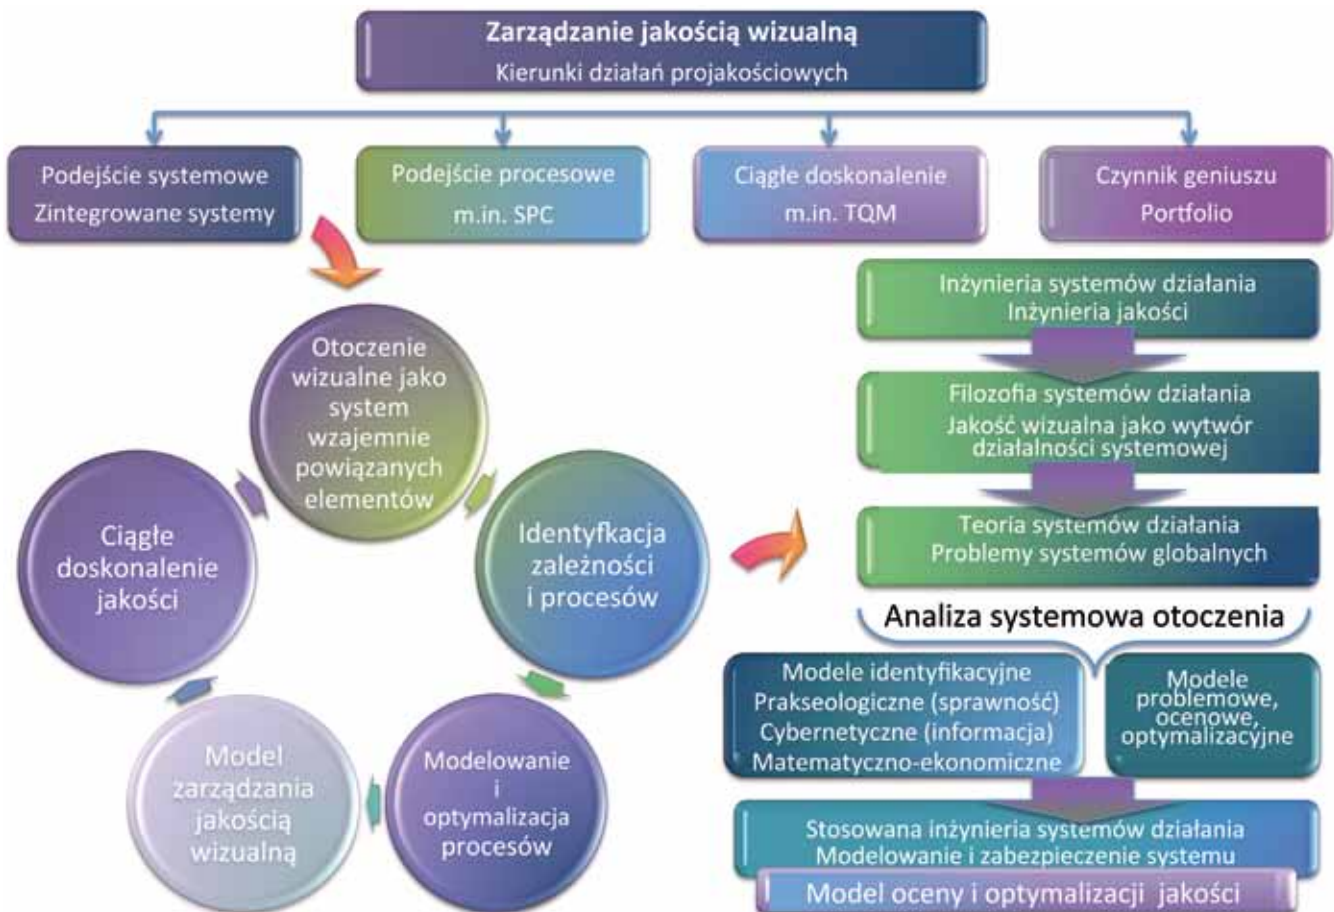 Zarządzanie jakością wizualną
Kierunki działań projakościowych
Podejście systemowe
Zintegrowane systemy
Podejście procesowe
m.in. SPC
Ciągłe doskonalenie
m.in. TQM
Czynnik geniuszu
Portfolio
Otoczenie
wizualne jako
system
wzajemnie
powiązanych
elementów
Identyfkacja
zależności
i procesów
Modelowanie
i
optymalizacja
procesów
Model
zarządzania
jakością
wizualną
Ciągłe
doskonalenie
jakości
Inżynieria systemów działania
Inżynieria jakości
Filozofia systemów działania
Jakość wizualna jako wytwór
działalności systemowej
Teoria systemów działania
Problemy systemów globalnych
Analiza systemowa otoczenia
Modele identyfikacyjne
Prakseologiczne (sprawność)
Cybernetyczne (informacja)
Matematyczno-ekonomiczne
Modele
problemowe,
ocenowe,
optymalizacyjne
Stosowana inżynieria systemów działania
Modelowanie i zabezpieczenie systemu
Model oceny i optymalizacji jakości